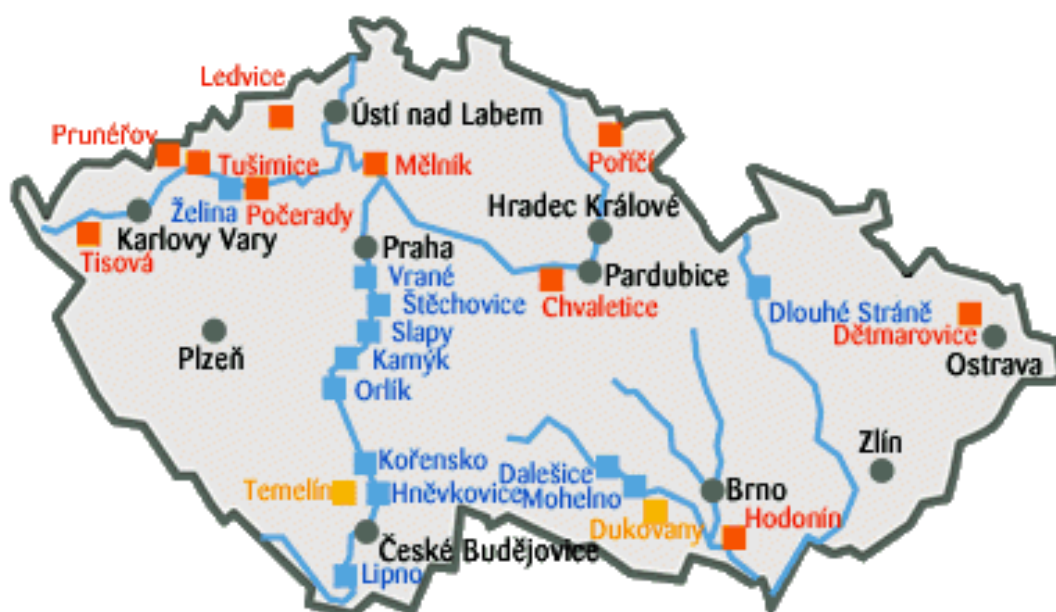 Ledvice
Ústí nad Labem
Prunéřov
Tušimice
Mělník
Poříčí
Želina
Počerady
Hradec Králové
Karlovy Vary
Praha
Tisová
Vrané
Pardubice
Štěchovice
Chvaletice
Dlouhé Stráně
Slapy
Dětmarovice
Plzeň
Kamýk
Ostrava
Orlík
Zlín
Kořensko
Dalešice
Temelín
Hněvkovice
Mohelno
Brno
Dukovany
Hodonín
České Budějovice
Lipno